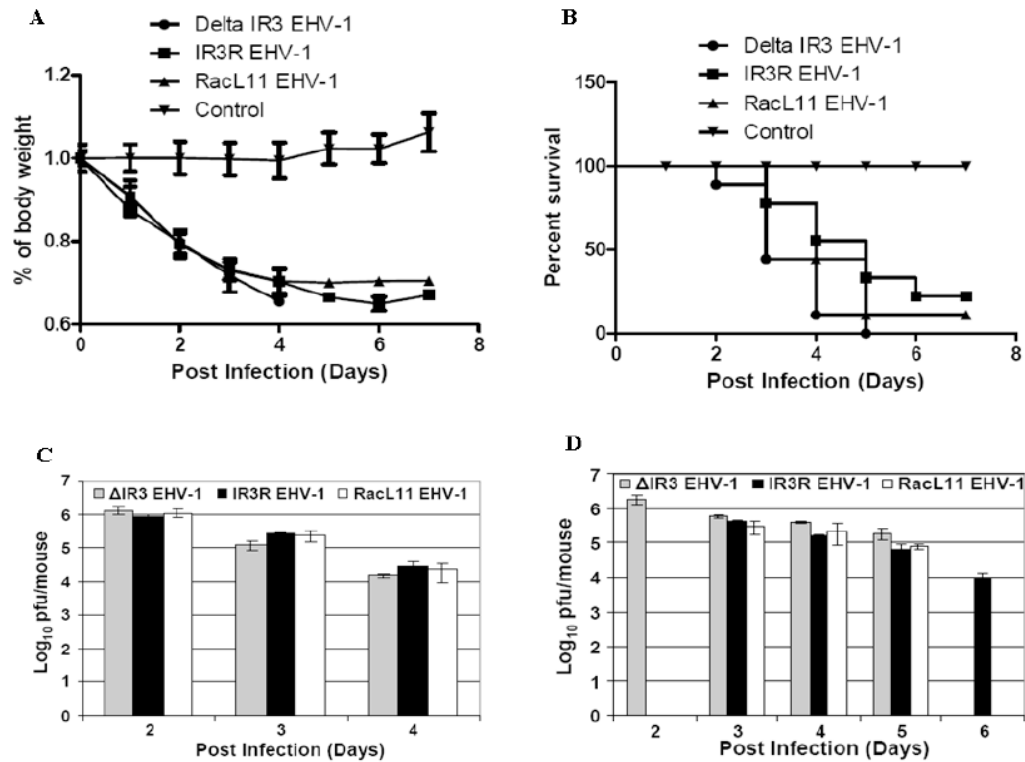 A
Delta IR3 EHV-1
IR3R EHV-1
RacL11 EHV-1
Control
% of body weight
1.2
1.0
0.8
0.6
0 2 4 6 8
Post Infection (Days)
B
Delta IR3 EHV-1
IR3R EHV-1
RacL11 EHV-1
Control
Percent survival
150
100
50
0
0 2 4 6 8
Post Infection (Days)
C
ΔIR3 EHV-1 IR3R EHV-1 RacL11 EHV-1
Log10 pfu/mouse
7
6
5
4
3
2
1
0
2 3 4
Post Infection (Days)
D
ΔIR3 EHV-1 IR3R EHV-1 RacL11 EHV-1
Log10 pfu/mouse
7
6
5
4
3
2
1
0
2 3 4 5 6
Post Infection (Days)